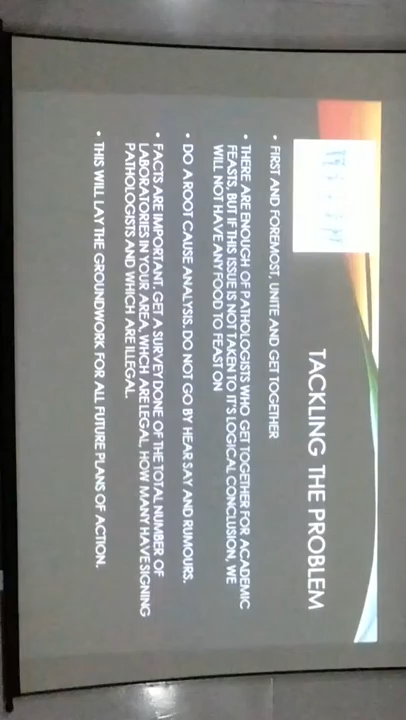 TACKLING THE PROBLEM
• FIRST AND FOREMOST, UNITE AND GET TOGETHER
• THERE ARE ENOUGH OF PATHOLOGISTS WHO GET TOGETHER FOR ACADEMIC
FEASTS, BUT IF THIS ISSUE IS NOT TAKEN TO IT'S LOGICAL CONCLUSION, WE
WILL NOT HAVE ANY FOOD TO FEAST ON
• DO A ROOT CAUSE ANALYSIS. DO NOT GO BY HEAR SAY AND RUMOURS.
• FACTS ARE IMPORTANT. GET A SURVEY DONE OF THE TOTAL NUMBER OF
LABORATORIES IN YOUR AREA, WHCH ARE LEGAL, HOW MANY HAVE SIGNING
PATHOLOGISTS AND WHICH ARE ILLEGAL.
• THIS WILL LAY THE GROUNDWORK FOR ALL FUTURE PLANS OF ACTION.